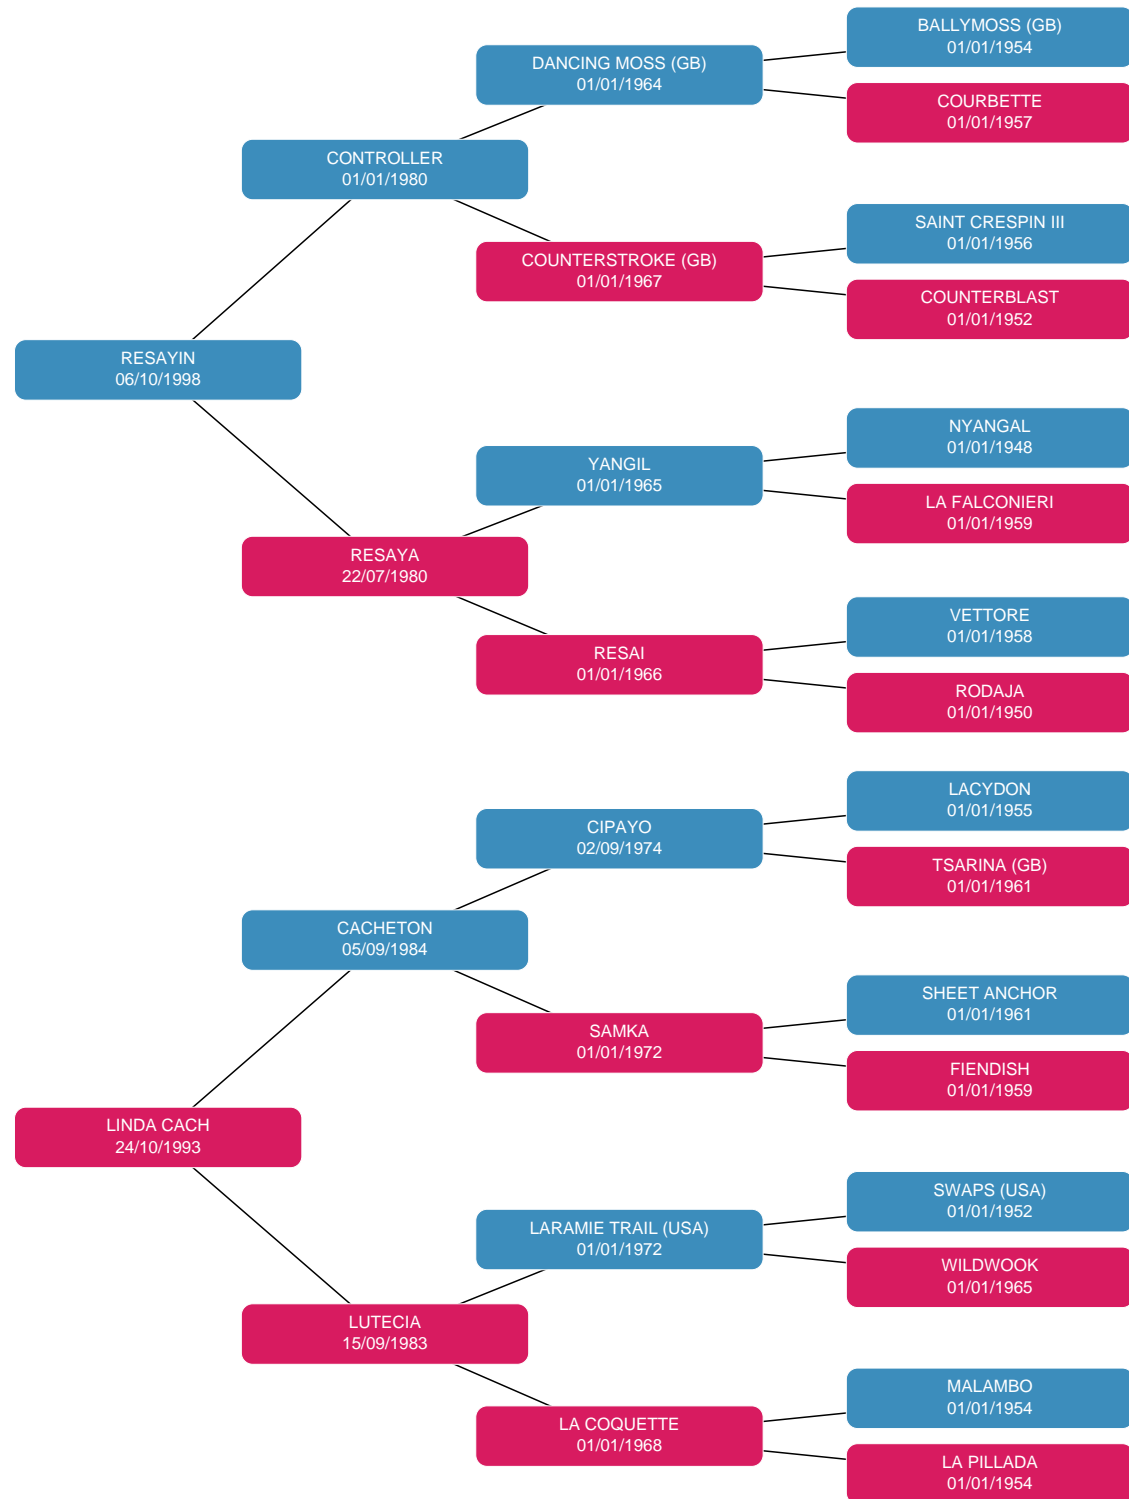 BALLYMOSS (GB)
01/01/1954
DANCING MOSS (GB)
01/01/1964
COURBETTE
01/01/1957
CONTROLLER
01/01/1980
SAINT CRESPIN III
01/01/1956
COUNTERSTROKE (GB)
01/01/1967
COUNTERBLAST
01/01/1952
RESAYIN
06/10/1998
NYANGAL
01/01/1948
YANGIL
01/01/1965
LA FALCONIERI
01/01/1959
RESAYA
22/07/1980
VETTORE
01/01/1958
RESAI
01/01/1966
RODAJA
01/01/1950
LACYDON
01/01/1955
CIPAYO
02/09/1974
TSARINA (GB)
01/01/1961
CACHETON
05/09/1984
SHEET ANCHOR
01/01/1961
SAMKA
01/01/1972
FIENDISH
01/01/1959
LINDA CACH
24/10/1993
SWAPS (USA)
01/01/1952
LARAMIE TRAIL (USA)
01/01/1972
WILDWOOK
01/01/1965
LUTECIA
15/09/1983
MALAMBO
01/01/1954
LA COQUETTE
01/01/1968
LA PILLADA
01/01/1954